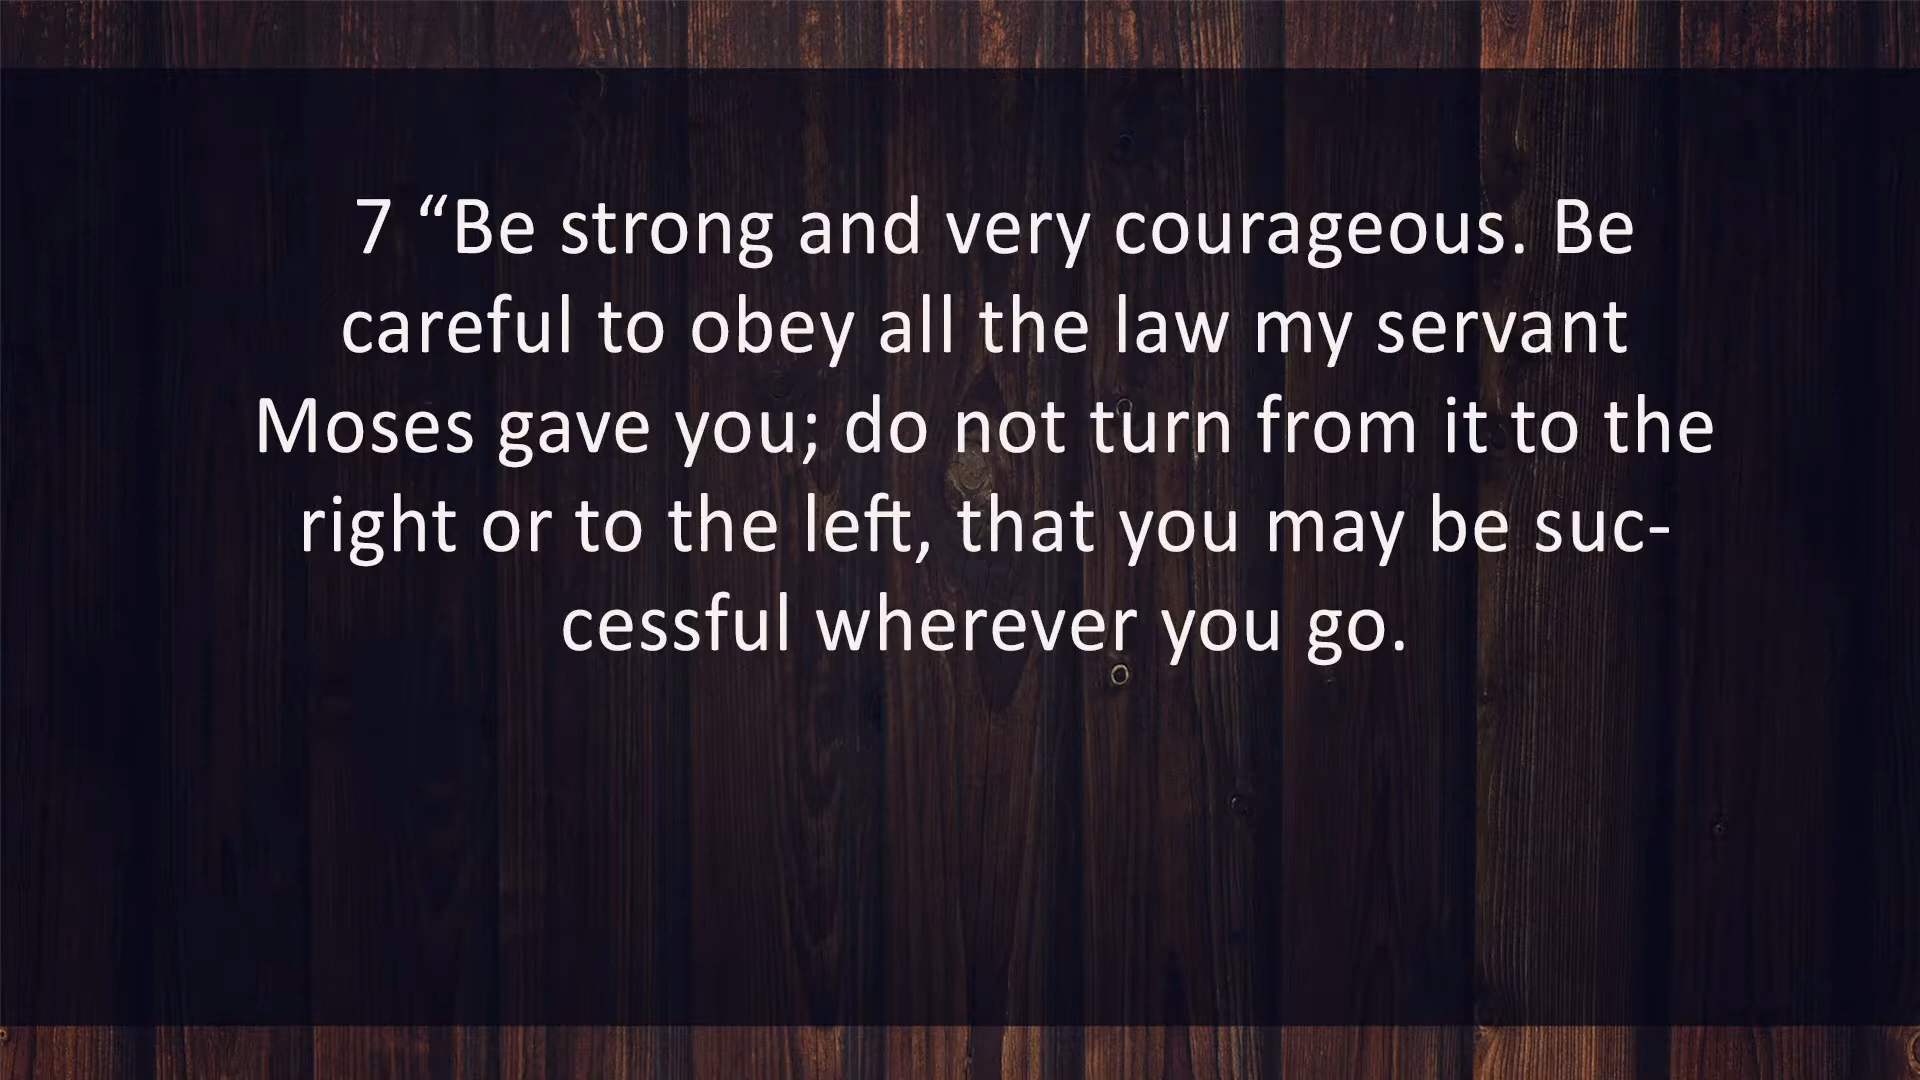 7 “Be strong and very courageous. Be
careful to obey all the law my servant
Moses gave you; do not turn from it to the
right or to the left, that you may be suc-
cessful wherever you go.